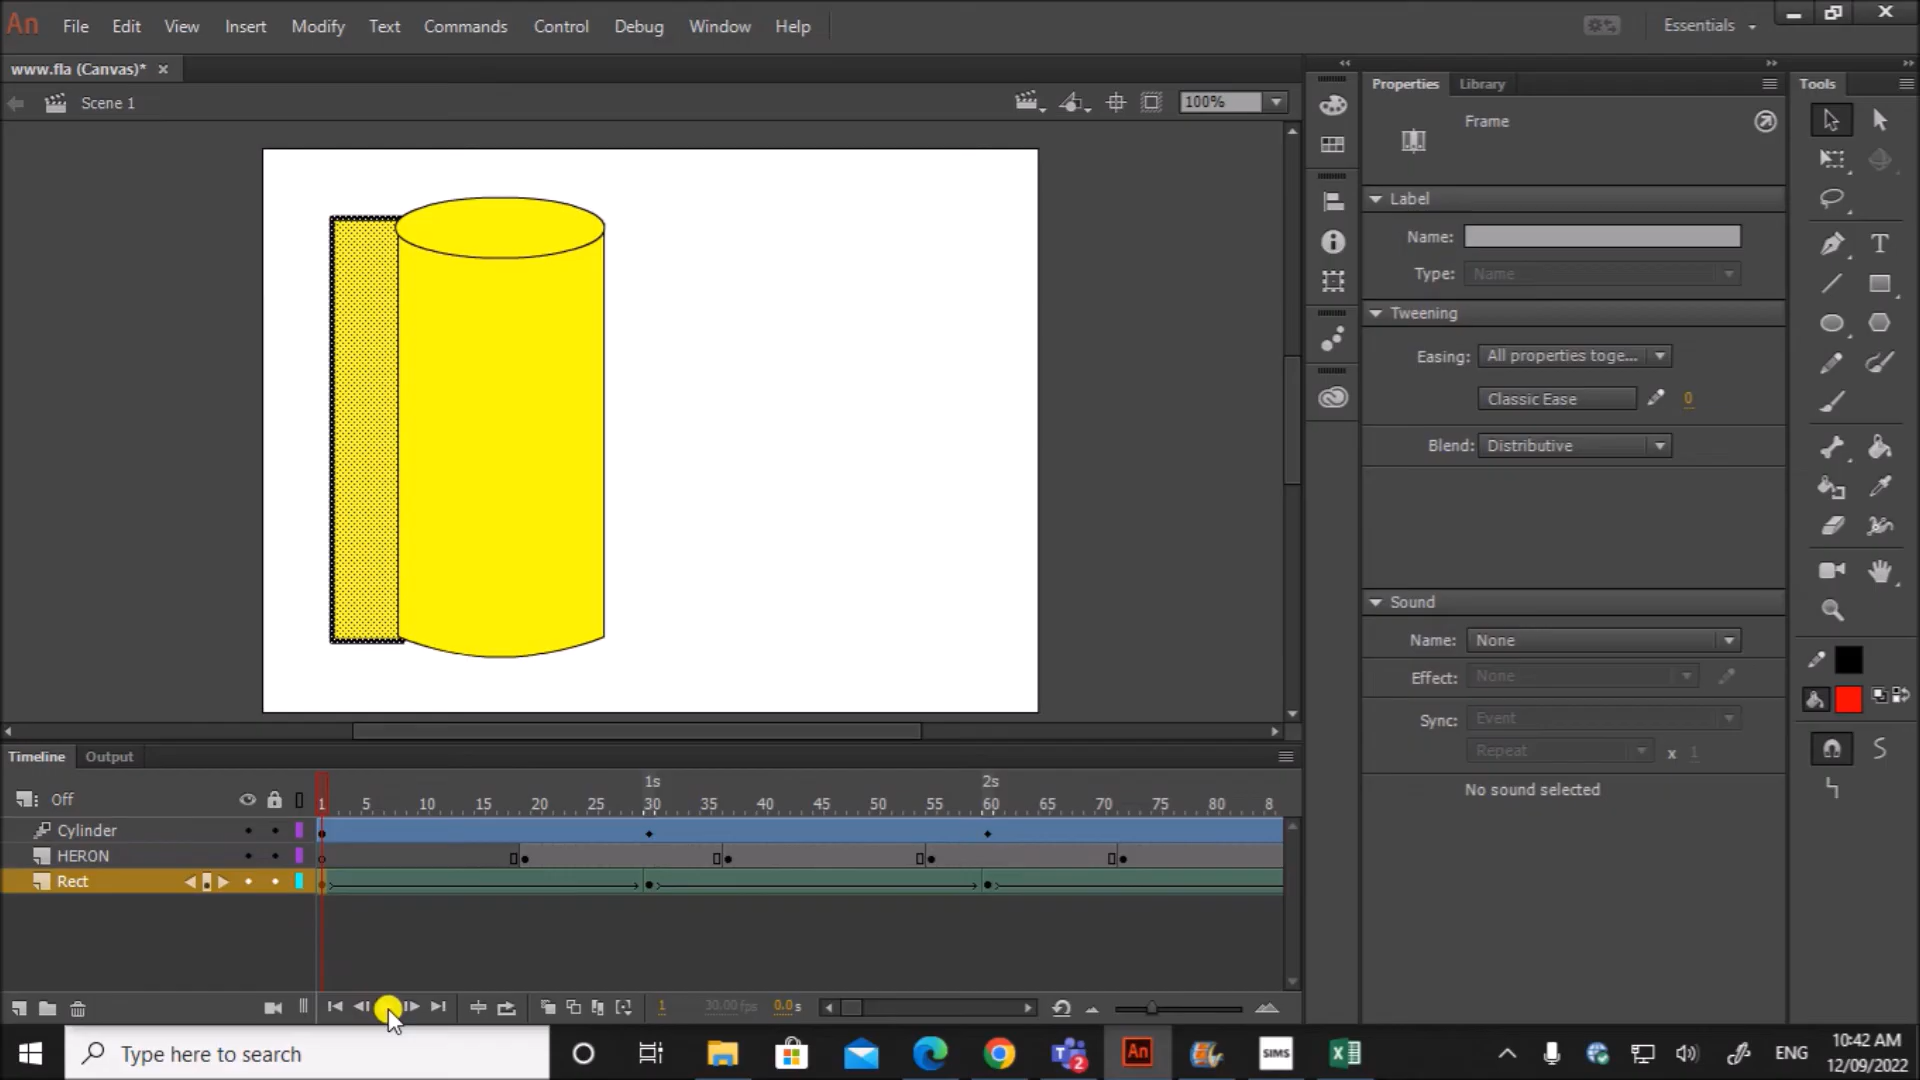 An File Edit View Insert Modify Text Commands Control Debug Window Help Essentials
www.fla (Canvas)*
Scene 1
100%
Properties Library
Tools
Frame
Label
Name:
Type: Name
Tweening
Easing: All properties toge...
Classic Ease 0
Blend: Distributive
Sound
Name: None
Effect: None
Sync: Event
Repeat x 1
No sound selected
Timeline Output
1s 2s
Off
1 5 10 15 20 25 30 35 40 45 50 55 60 65 70 75 80 8
Cylinder
HERON
Rect
1 30.00 fps 0.0 s
Type here to search
An
SIMS
2
ENG
10:42 AM
12/09/2022